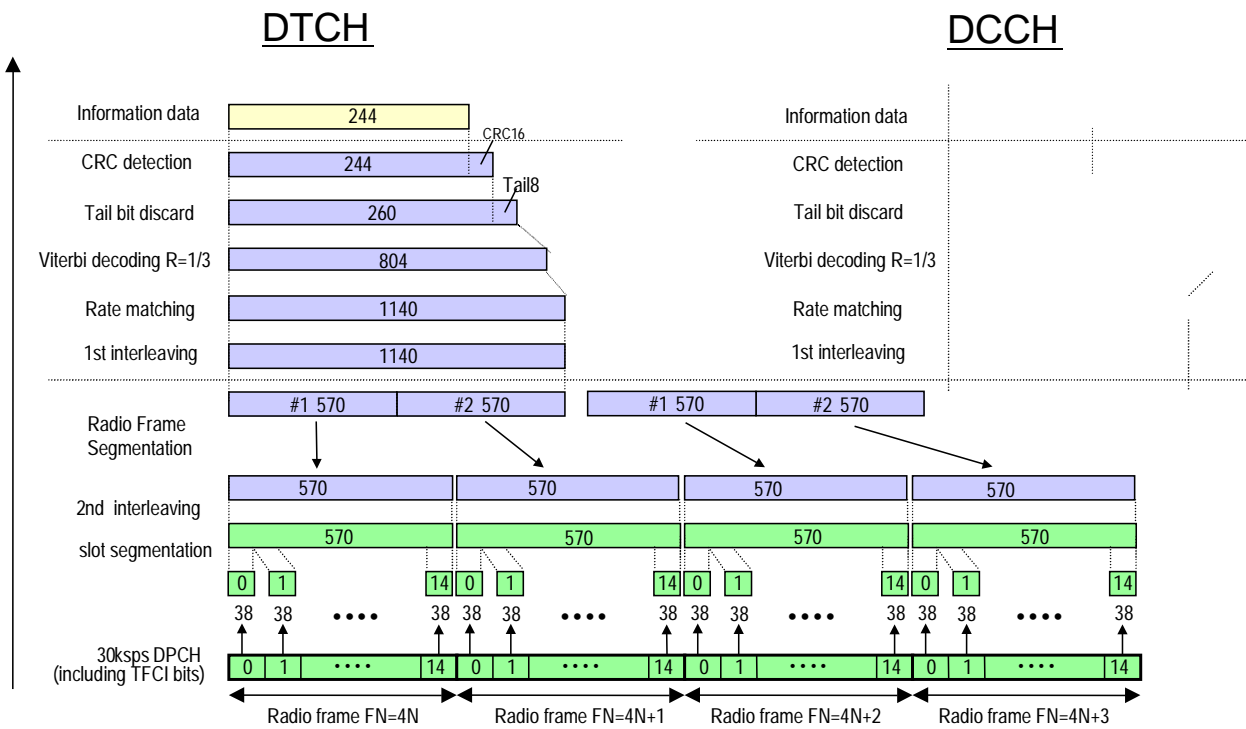 DTCH DCCH
Information data 244 Information data
CRC16
CRC detection 244 CRC detection
Tail8
Tail bit discard 260 Tail bit discard
Viterbi decoding R=1/3 804 Viterbi decoding R=1/3
Rate matching 1140 Rate matching
1st interleaving 1140 1st interleaving
#1 570 #2 570 #1 570 #2 570
Radio Frame
Segmentation
570 570 570 570
2nd interleaving
slot segmentation 570 570 570 570
0 1 14 0 1 14 0 1 14 0 1 14
38 38 •••• 38 38 38 •••• 38 38 38 •••• 38 38 38 •••• 38
30ksps DPCH
(including TFCI bits)
0 1 •••• 14 0 1 •••• 14 0 1 •••• 14 0 1 •••• 14
Radio frame FN=4N Radio frame FN=4N+1 Radio frame FN=4N+2 Radio frame FN=4N+3